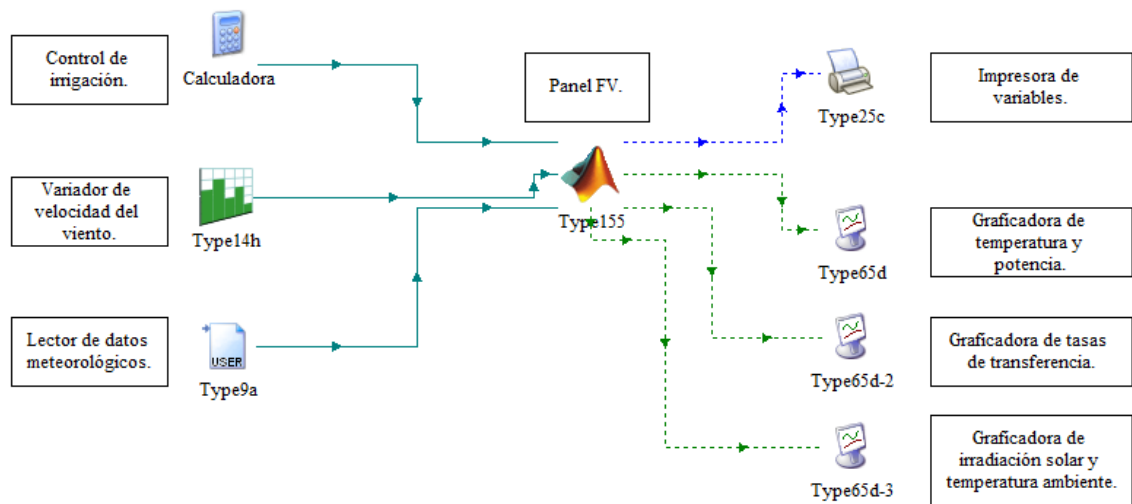 Control de
irrigación.
Calculadora
Panel FV.
Type25c
Impresora de
variables.
Variador de
velocidad del
viento.
Type14h
Type155
Type65d
Graficadora de
temperatura y
potencia.
Lector de datos
meteorológicos.
USER
Type9a
Type65d-2
Graficadora de tasas
de transferencia.
Type65d-3
Graficadora de
irradiación solar y
temperatura ambiente.